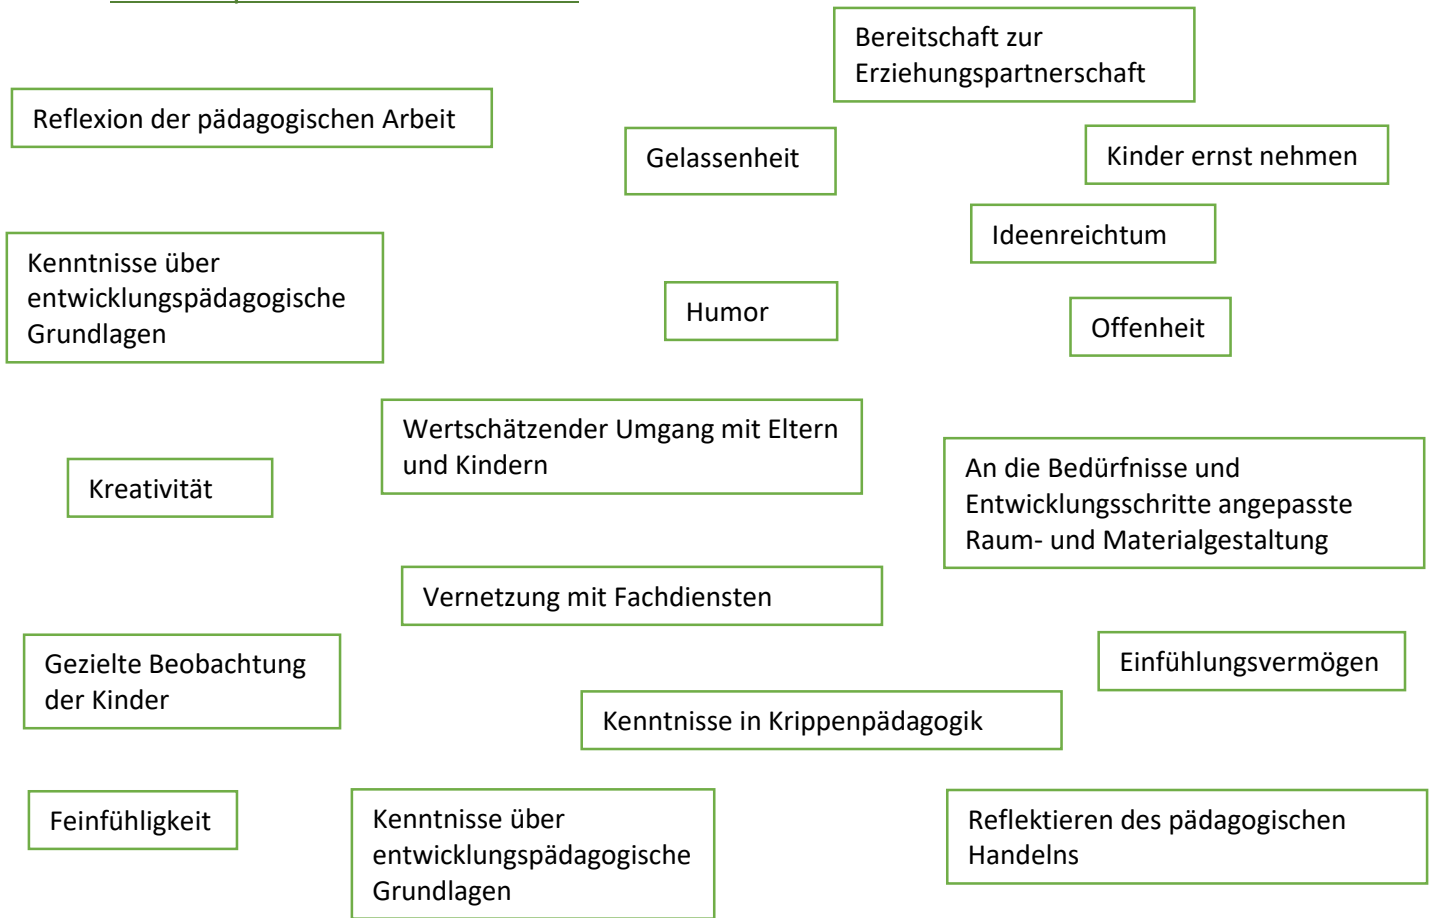 Bereitschaft zur
Erziehungspartnerschaft
Reflexion der pädagogischen Arbeit
Gelassenheit
Kinder ernst nehmen
Ideenreichtum
Kenntnisse über
entwicklungspädagogische
Grundlagen
Humor
Offenheit
Wertschätzender Umgang mit Eltern
und Kindern
Kreativität
An die Bedürfnisse und
Entwicklungsschritte angepasste
Raum- und Materialgestaltung
Vernetzung mit Fachdiensten
Gezielte Beobachtung
der Kinder
Einfühlungsvermögen
Kenntnisse in Krippenpädagogik
Feinfühligkeit
Kenntnisse über
entwicklungspädagogische
Grundlagen
Reflektieren des pädagogischen
Handelns